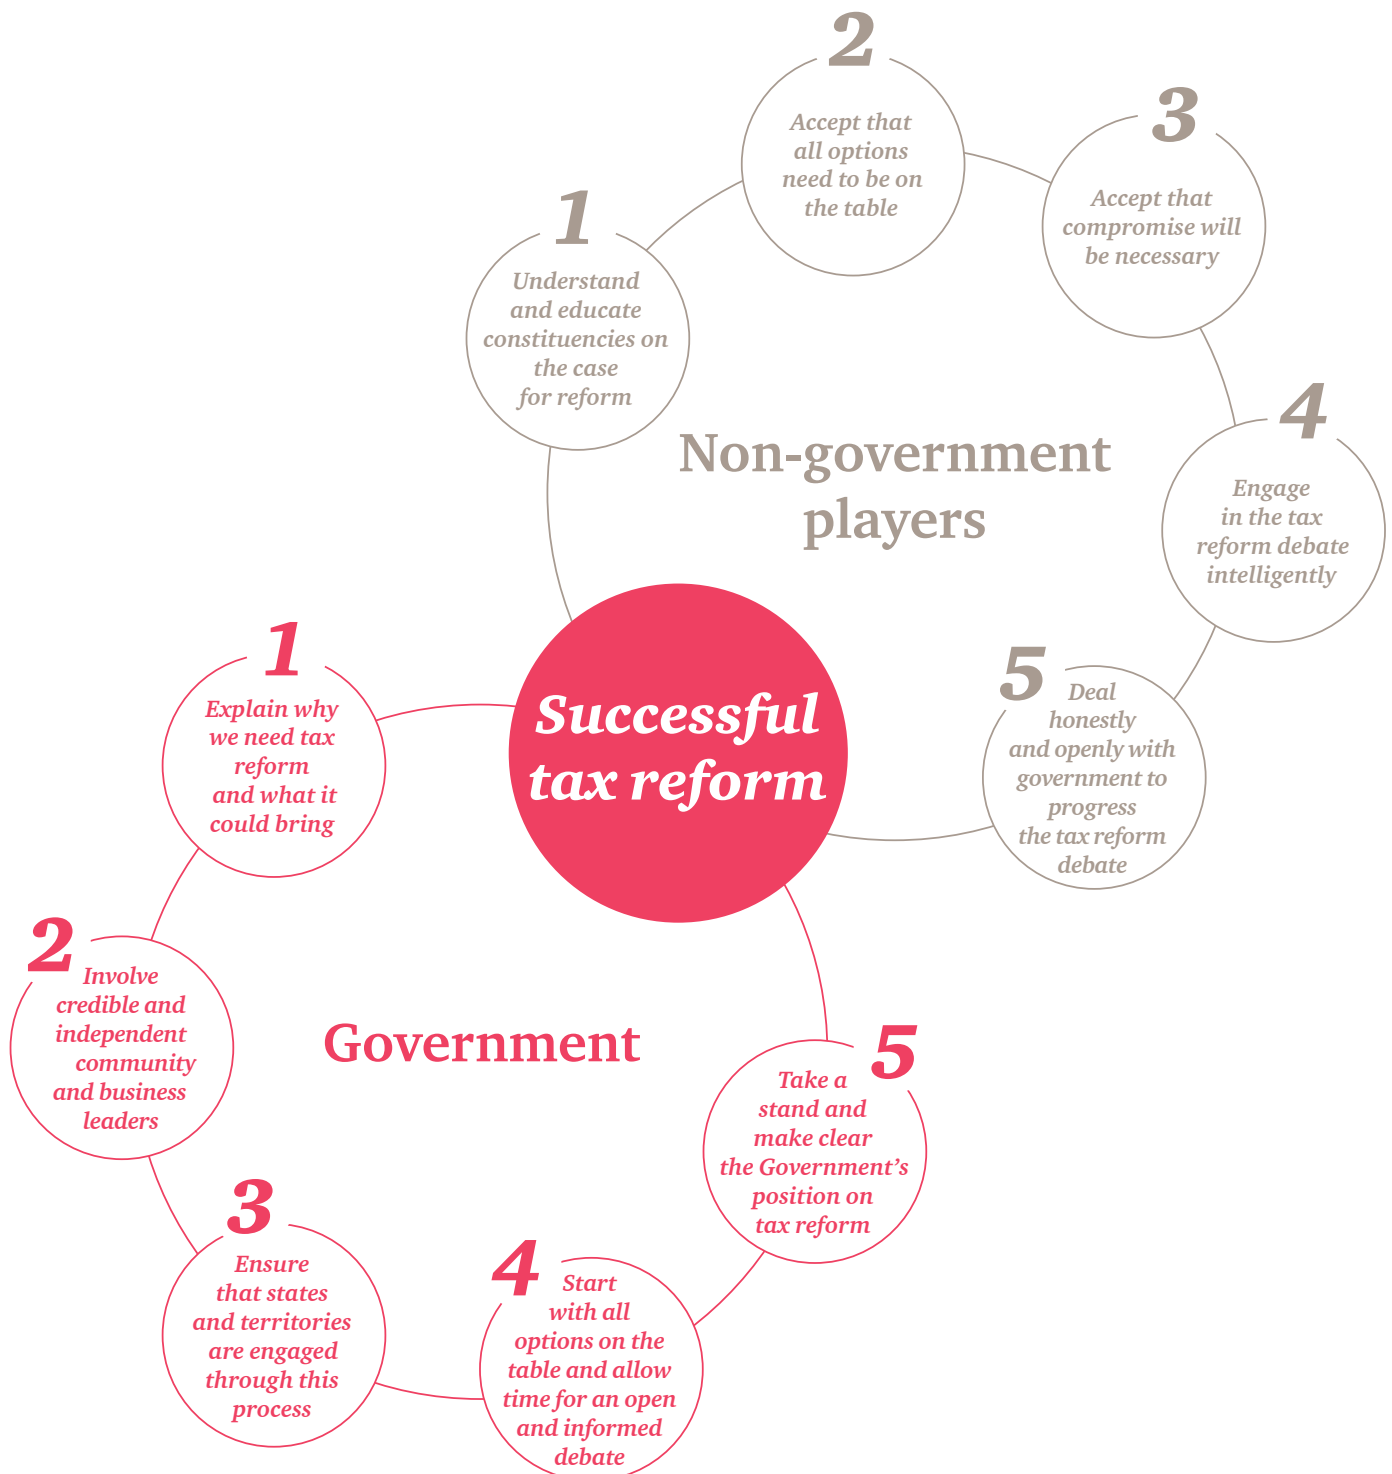 2
Accept that
all options
need to be on
the table
3
Accept that
compromise will
be necessary
1
Understand
and educate
constituencies on
the case
for reform
4
Engage
in the tax
reform debate
intelligently
Non-government
players
5
Deal
honestly
and openly with
government to
progress
the tax reform
debate
Successful
tax reform
1
Explain why
we need tax
reform
and what it
could bring
2
Involve
credible and
independent
community
and business
leaders
Government
3
Ensure
that states
and territories
are engaged
through this
process
4
Start
with all
options on the
table and allow
time for an open
and informed
debate
5
Take a
stand and
make clear
the Government’s
position on
tax reform